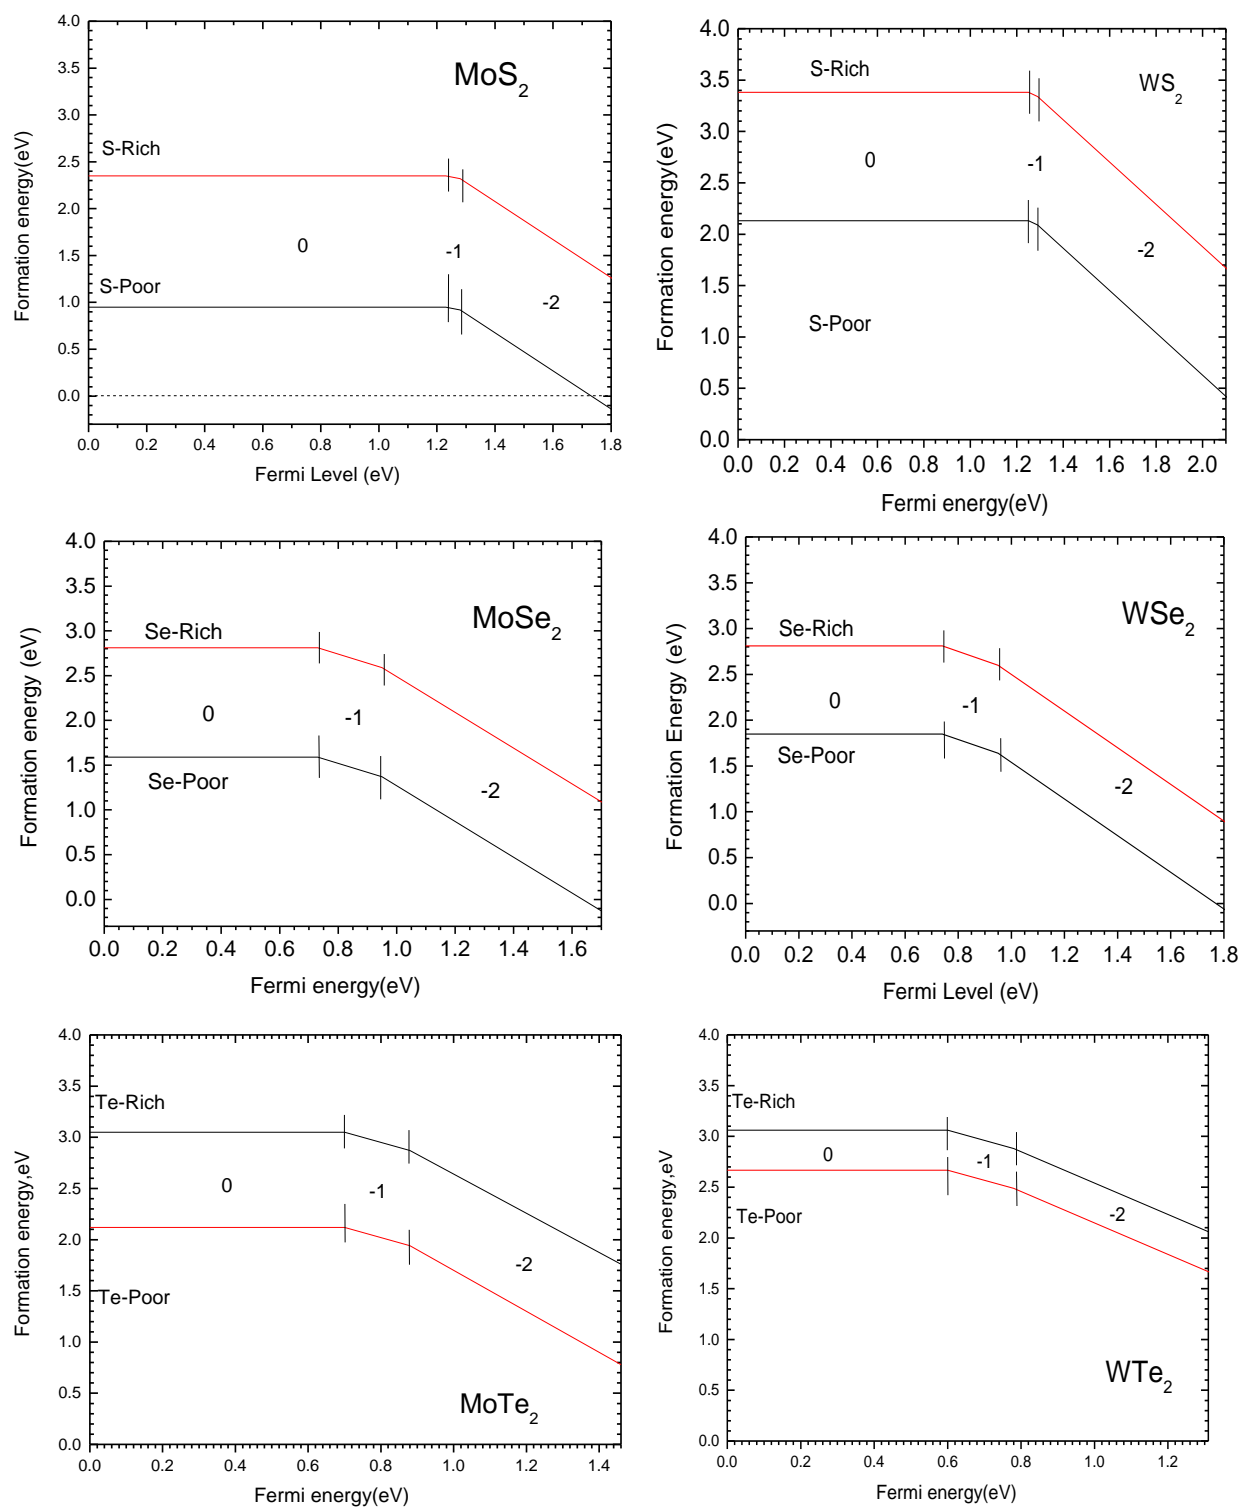 MoS2
S-Rich
0
-1
S-Poor
-2
Formation energy(eV)
4.0
3.5
3.0
2.5
2.0
1.5
1.0
0.5
0.0
0.0 0.2 0.4 0.6 0.8 1.0 1.2 1.4 1.6 1.8
Fermi Level (eV)
WS2
S-Rich
0
-1
-2
S-Poor
Formation energy(eV)
4.0
3.5
3.0
2.5
2.0
1.5
1.0
0.5
0.0
0.0 0.2 0.4 0.6 0.8 1.0 1.2 1.4 1.6 1.8 2.0
Fermi energy(eV)
MoSe2
Se-Rich
0
-1
Se-Poor
-2
Formation energy (eV)
4.0
3.5
3.0
2.5
2.0
1.5
1.0
0.5
0.0
0.0 0.2 0.4 0.6 0.8 1.0 1.2 1.4 1.6
Fermi energy(eV)
WSe2
Se-Rich
0
-1
Se-Poor
-2
Formation Energy (eV)
4.0
3.5
3.0
2.5
2.0
1.5
1.0
0.5
0.0
0.0 0.2 0.4 0.6 0.8 1.0 1.2 1.4 1.6 1.8
Fermi Level (eV)
Te-Rich
0
-1
-2
Te-Poor
MoTe2
Formation energy,eV
4.0
3.5
3.0
2.5
2.0
1.5
1.0
0.5
0.0
0.0 0.2 0.4 0.6 0.8 1.0 1.2 1.4
Fermi energy(eV)
Te-Rich
0
-1
-2
Te-Poor
WTe2
Formation energy,eV
4.0
3.5
3.0
2.5
2.0
1.5
1.0
0.5
0.0
0.0 0.2 0.4 0.6 0.8 1.0 1.2
Fermi energy(eV)